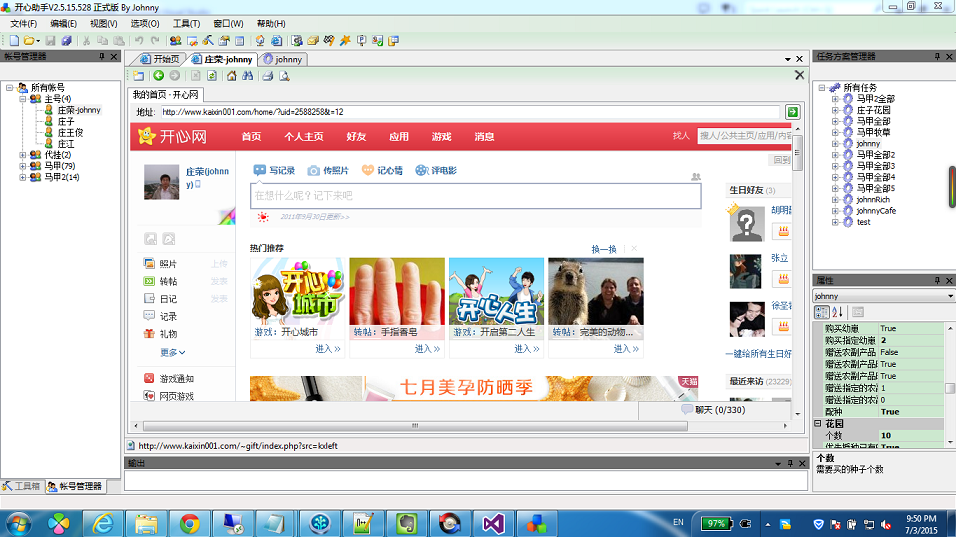 开心助手V2.5.15.528 正式版 By Johnny
文件(F) 编辑(E) 视图(V) 选项(O) 工具(T) 窗口(W) 帮助(H)
帐号管理器
所有帐号
主号(4)
庄荣-johnny
庄子
庄王俊
庄江
代挂(2)
马甲(79)
马甲2(14)
工具箱 帐号管理器
开始页 庄荣-johnny johnny
我的首页 - 开心网
地址: http://www.kaixin001.com/home/?uid=2588258&t=12
开心网 首页 个人主页 好友 应用 游戏 消息 找人 搜人/公共主页/应用/内容
回到
庄荣(johnny)
写记录 传照片 记心情 评电影
在想什么呢？记下来吧
2011年9月30日更新>>
照片 上传
转帖 发表
日记 发表
记录
礼物
更多
游戏通知
网页游戏
热门推荐 换一换
开心城市
开心人生
游戏：开心城市 转帖：手指香皂 游戏：开启第二人生 转帖：完美的动物...
进入 » 进入 » 进入 » 进入 »
七月美孕防晒季
天猫
生日好友 (3)
张立
一键给所有生日好
最近来访 (23229)
聊天 (0/330)
http://www.kaixin001.com/~gift/index.php?src=kxleft
输出
任务方案管理器
所有任务
马甲2全部
庄子花园
马甲全部
马甲牧草
johnny
马甲全部2
马甲全部3
马甲全部4
马甲全部5
johnRich
johnnyCafe
test
属性
johnny
购买幼崽 True
购买指定幼崽 2
赠送农副产品 False
赠送农副产品 True
赠送农副产品 True
赠送指定的农 1
赠送指定的农 0
配种 True
花园
个数 10
True
个数
需要买的种子个数
EN 97% 9:50 PM
7/3/2015